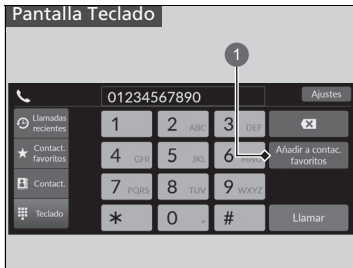 Pantalla Teclado
1
01234567890
Ajustes
Llamadas
recientes
1
2 ABC
3 DEF
Contact.
favoritos
4 GHI
5 JKL
6 MNO
Añadir a contac.
favoritos
Contact.
7 PQRS
8 TUV
9 WXYZ
Teclado
*
0 +
#
Llamar